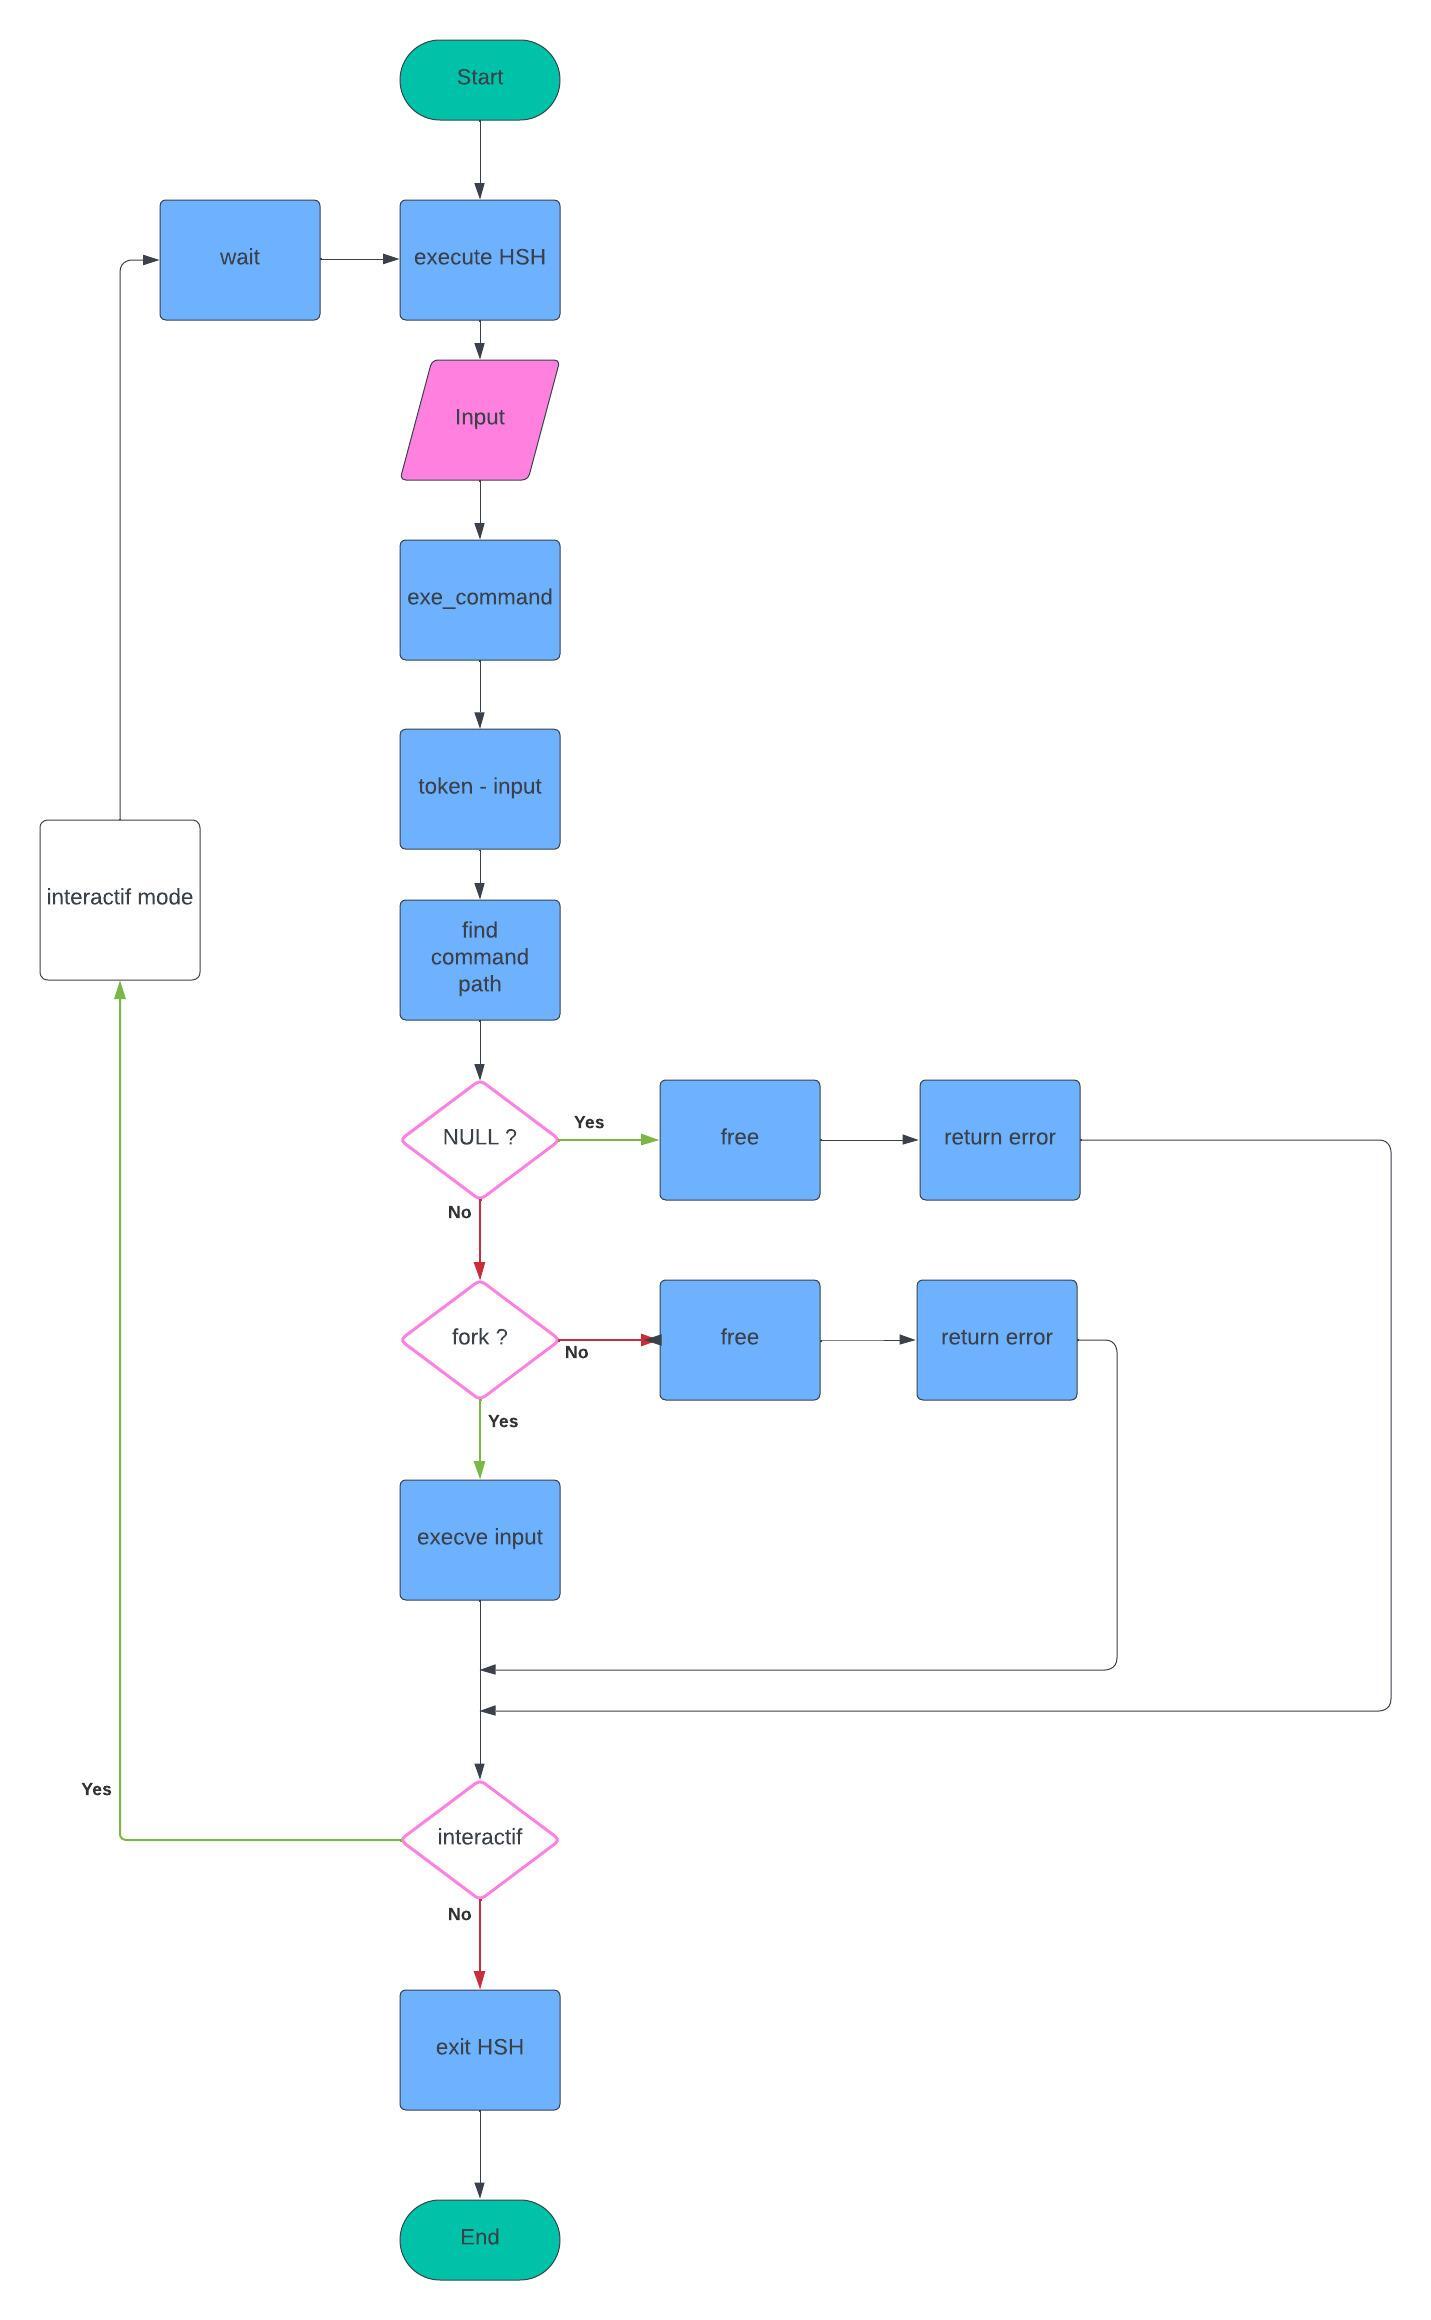 Start
wait
execute HSH
Input
exe_command
token - input
interactif mode
find
command
path
NULL ?
Yes
free
return error
No
fork ?
No
free
return error
Yes
execve input
Yes
interactif
No
exit HSH
End